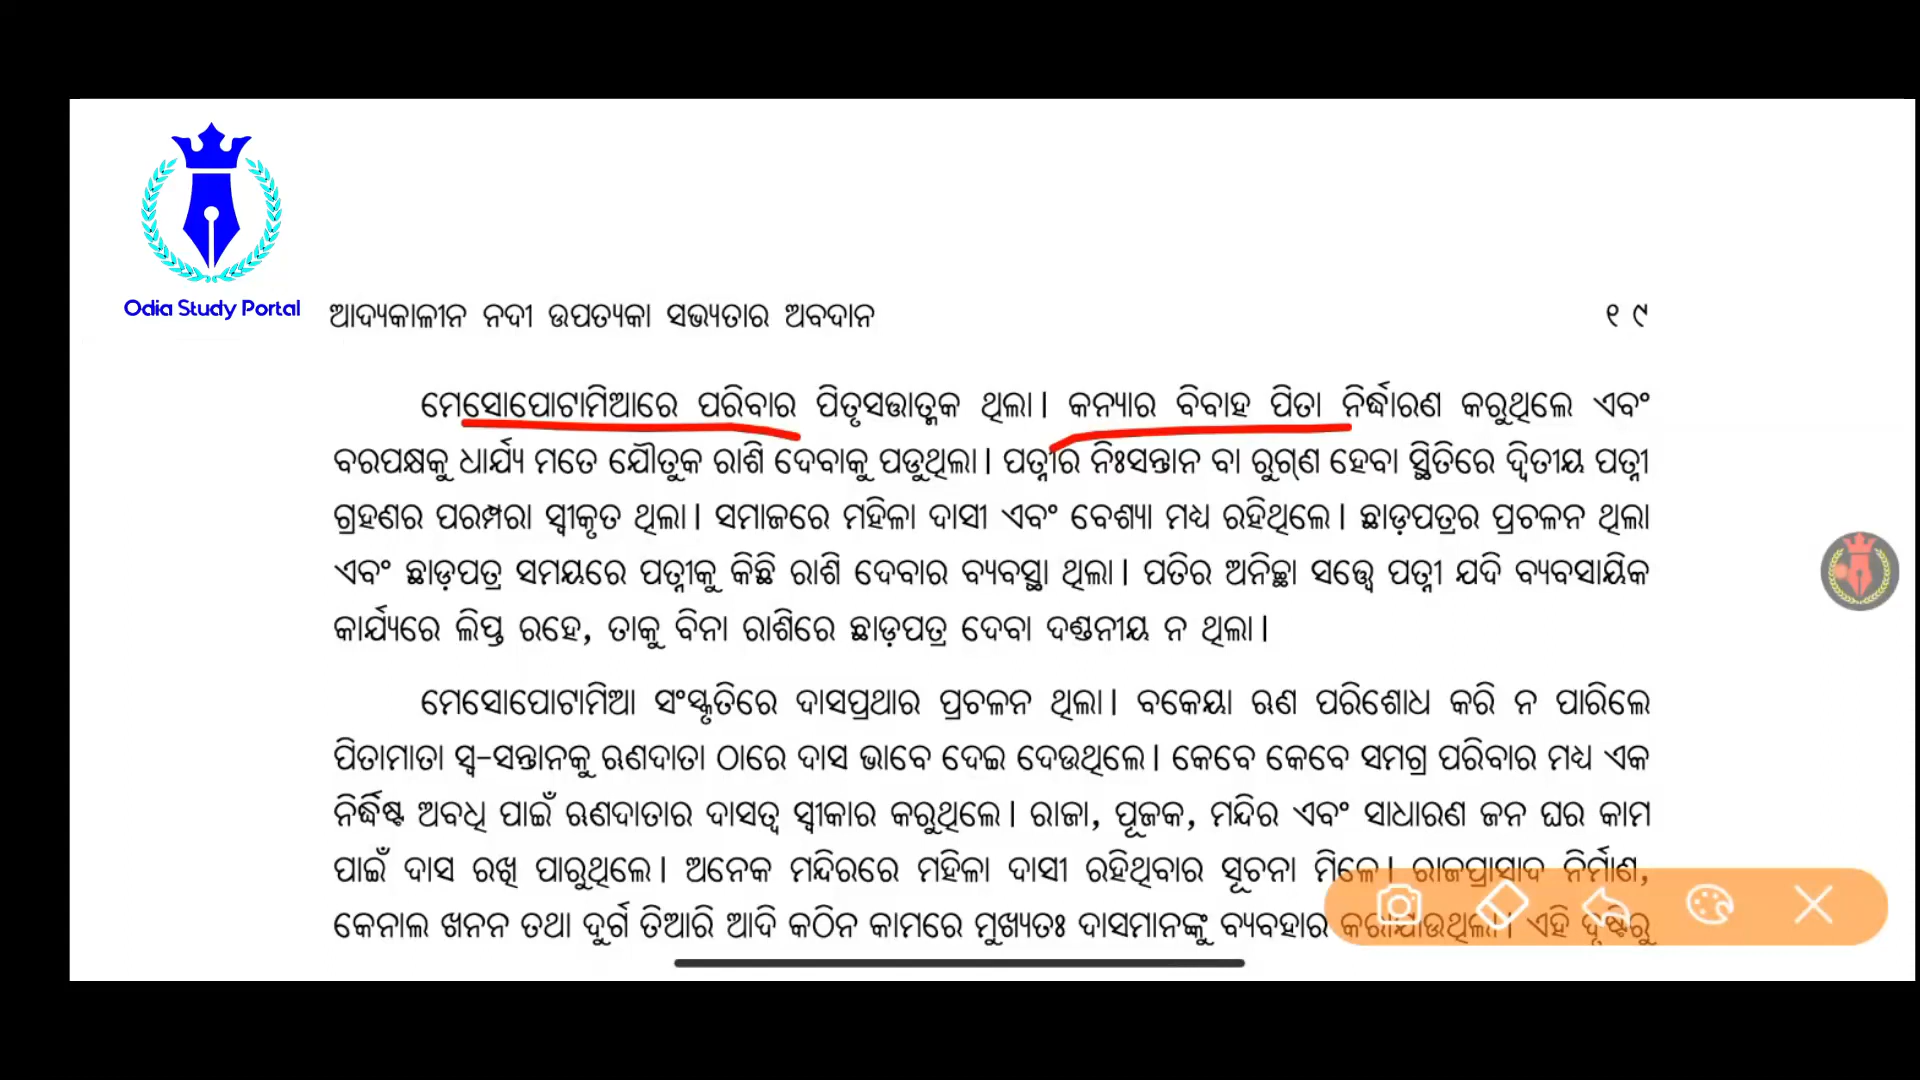 Odia Study Portal
ଆଦ୍ୟକାଳୀନ ନଦୀ ଉପତ୍ୟକା ସଭ୍ୟତାର ଅବଦାନ ୧୯
ମେସୋପୋଟାମିଆରେ ପରିବାର ପିତୃସତ୍ତାତ୍ମକ ଥିଲା। କନ୍ୟାର ବିବାହ ପିତା ନିର୍ଦ୍ଧାରଣ କରୁଥିଲେ ଏବଂ
ବରପକ୍ଷକୁ ଧାର୍ଯ୍ୟ ମତେ ଯୌତୁକ ରାଶି ଦେବାକୁ ପଡୁଥିଲା। ପତ୍ନୀର ନିଃସନ୍ତାନ ବା ରୁଗ୍‌ଣ ହେବା ସ୍ଥିତିରେ ଦ୍ୱିତୀୟ ପତ୍ନୀ
ଗ୍ରହଣର ପରମ୍ପରା ସ୍ୱୀକୃତ ଥିଲା। ସମାଜରେ ମହିଳା ଦାସୀ ଏବଂ ବେଶ୍ୟା ମଧ୍ୟ ରହିଥିଲେ। ଛାଡ଼ପତ୍ରର ପ୍ରଚଳନ ଥିଲା
ଏବଂ ଛାଡ଼ପତ୍ର ସମୟରେ ପତ୍ନୀକୁ କିଛି ରାଶି ଦେବାର ବ୍ୟବସ୍ଥା ଥିଲା। ପତିର ଅନିଚ୍ଛା ସତ୍ତ୍ୱେ ପତ୍ନୀ ଯଦି ବ୍ୟବସାୟିକ
କାର୍ଯ୍ୟରେ ଲିପ୍ତ ରହେ, ତାକୁ ବିନା ରାଶିରେ ଛାଡ଼ପତ୍ର ଦେବା ଦଣ୍ଡନୀୟ ନ ଥିଲା।
ମେସୋପୋଟାମିଆ ସଂସ୍କୃତିରେ ଦାସପ୍ରଥାର ପ୍ରଚଳନ ଥିଲା। ବକେୟା ଋଣ ପରିଶୋଧ କରି ନ ପାରିଲେ
ପିତାମାତା ସ୍ୱ-ସନ୍ତାନକୁ ଋଣଦାତା ଠାରେ ଦାସ ଭାବେ ଦେଇ ଦେଉଥିଲେ। କେବେ କେବେ ସମଗ୍ର ପରିବାର ମଧ୍ୟ ଏକ
ନିର୍ଦ୍ଧିଷ୍ଟ ଅବଧି ପାଇଁ ଋଣଦାତାର ଦାସତ୍ୱ ସ୍ୱୀକାର କରୁଥିଲେ। ରାଜା, ପୂଜକ, ମନ୍ଦିର ଏବଂ ସାଧାରଣ ଜନ ଘର କାମ
ପାଇଁ ଦାସ ରଖି ପାରୁଥିଲେ। ଅନେକ ମନ୍ଦିରରେ ମହିଳା ଦାସୀ ରହିଥିବାର ସୂଚନା ମିଳେ। ରାଜପ୍ରାସାଦ ନିର୍ମାଣ,
କେନାଲ ଖନନ ତଥା ଦୁର୍ଗ ତିଆରି ଆଦି କଠିନ କାମରେ ମୁଖ୍ୟତଃ ଦାସମାନଙ୍କୁ ବ୍ୟବହାର କରାଯାଉଥିଲା। ଏହି ଦୃଷ୍ଟିରୁ